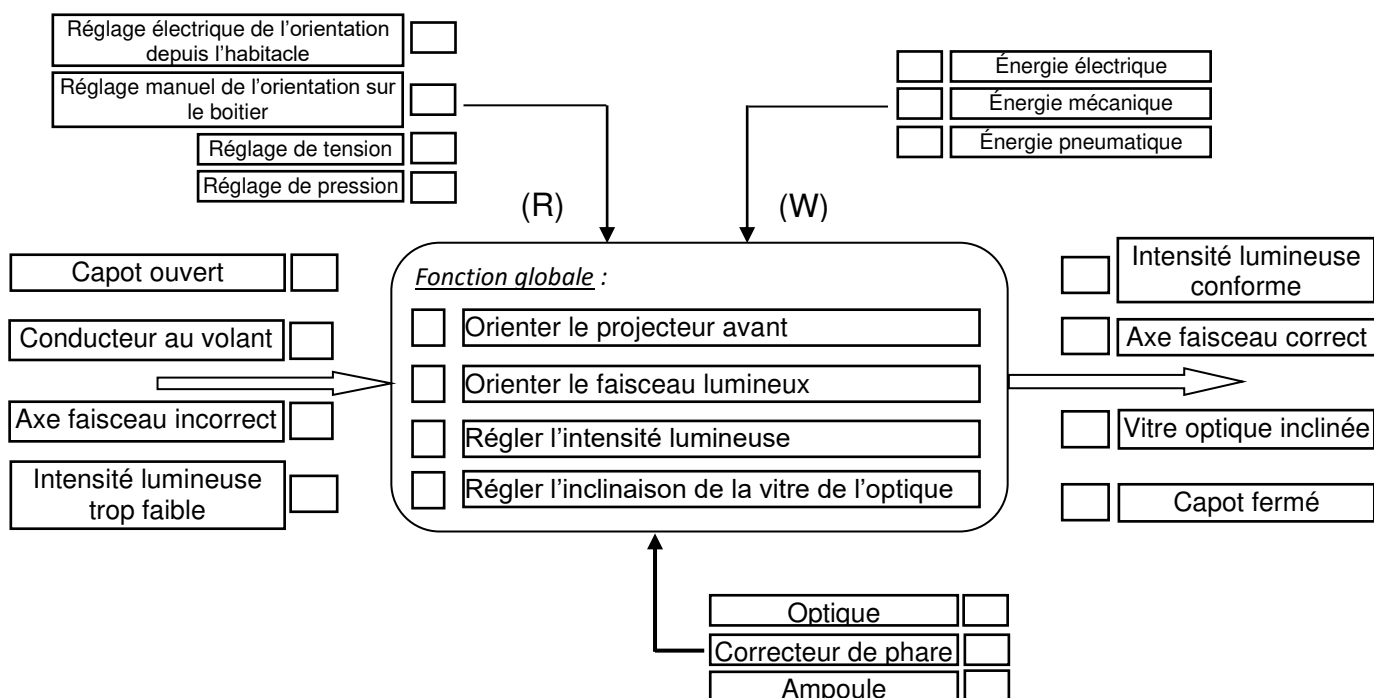 Réglage électrique de l'orientation
depuis l'habitacle
Réglage manuel de l'orientation sur
le boitier
Réglage de tension
Réglage de pression
Énergie électrique
Énergie mécanique
Énergie pneumatique
(R)
(W)
Capot ouvert
Conducteur au volant
Axe faisceau incorrect
Intensité lumineuse
trop faible
Fonction globale :
Orienter le projecteur avant
Orienter le faisceau lumineux
Régler l'intensité lumineuse
Régler l'inclinaison de la vitre de l'optique
Intensité lumineuse
conforme
Axe faisceau correct
Vitre optique inclinée
Capot fermé
Optique
Correcteur de phare
Ampoule